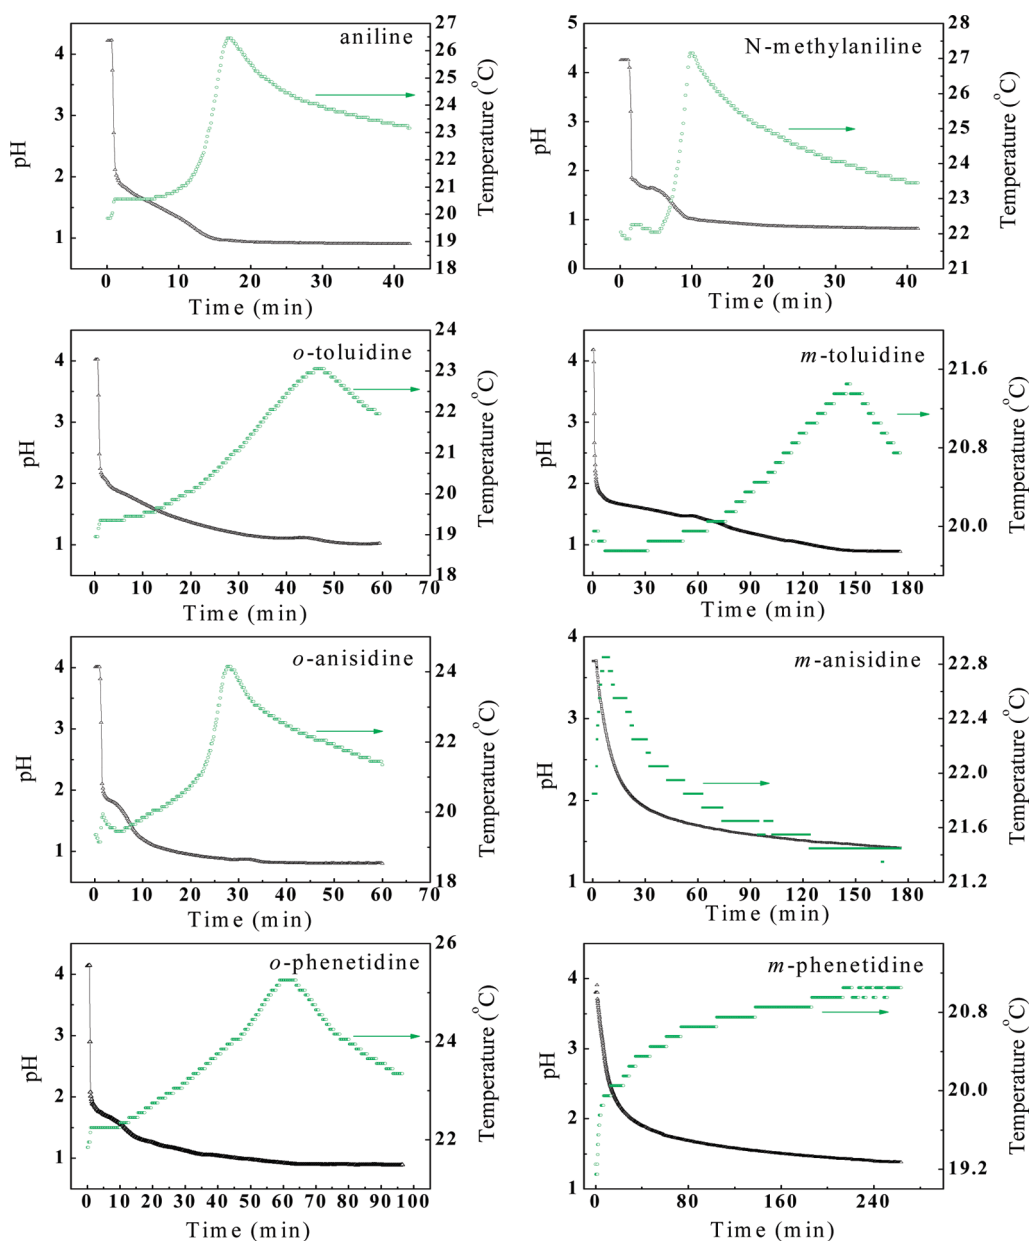 aniline
pH
4
3
2
1
0 10 20 30 40
Time (min)
27
26
25
24
23
22
21
20
19
18
Temperature (°C)
N-methylaniline
pH
5
4
3
2
1
0
0 10 20 30 40
Time (min)
28
27
26
25
24
23
22
21
Temperature (°C)
o-toluidine
pH
4
3
2
1
0 10 20 30 40 50 60 70
Time (min)
24
23
22
21
20
19
18
Temperature (°C)
m-toluidine
pH
4
3
2
1
0 30 60 90 120 150 180
Time (min)
21.6
20.8
20.0
Temperature (°C)
o-anisidine
pH
4
3
2
1
0 10 20 30 40 50 60 70
Time (min)
24
22
20
18
Temperature (°C)
m-anisidine
pH
4
3
2
1
0 30 60 90 120 150 180
Time (min)
22.8
22.4
22.0
21.6
21.2
Temperature (°C)
o-phenetidine
pH
4
3
2
1
0 10 20 30 40 50 60 70 80 90 100
Time (min)
26
24
22
Temperature (°C)
m-phenetidine
pH
4
3
2
1
0 80 160 240
Time (min)
20.8
20.0
19.2
Temperature (°C)